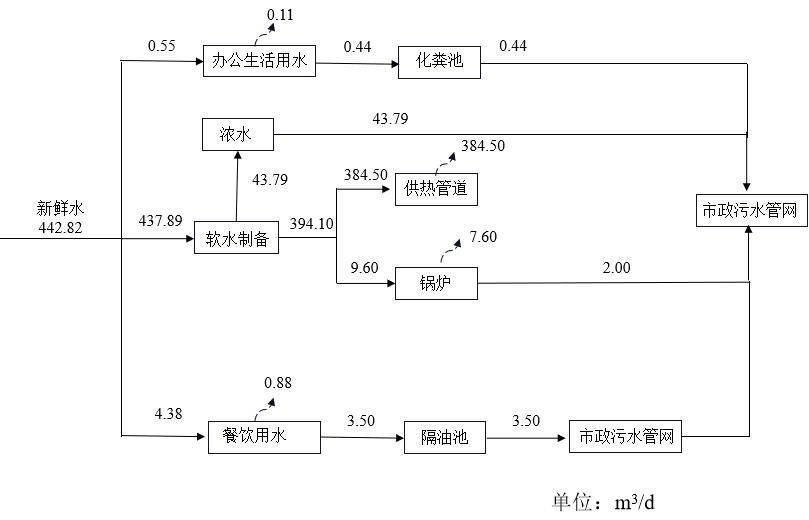 0.11
0.55
办公生活用水
0.44
化粪池
0.44
浓水
43.79
43.79
384.50
384.50
供热管道
新鲜水
442.82
437.89
软水制备
394.10
市政污水管网
7.60
9.60
锅炉
2.00
0.88
4.38
餐饮用水
3.50
隔油池
3.50
市政污水管网
单位：m³/d